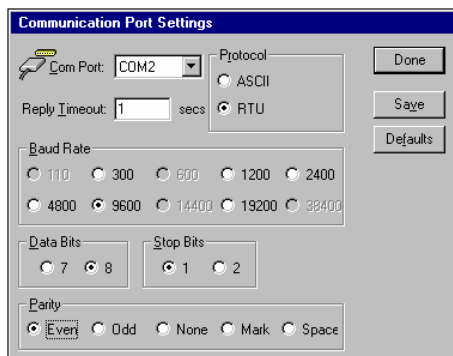 Communication Port Settings
Com Port: COM2
Reply Timeout: 1 secs
Protocol
ASCII
RTU
Done
Save
Defaults
Baud Rate
110 300 600 1200 2400
4800 9600 14400 19200 38400
Data Bits
7 8
Stop Bits
1 2
Parity
Even Odd None Mark Space